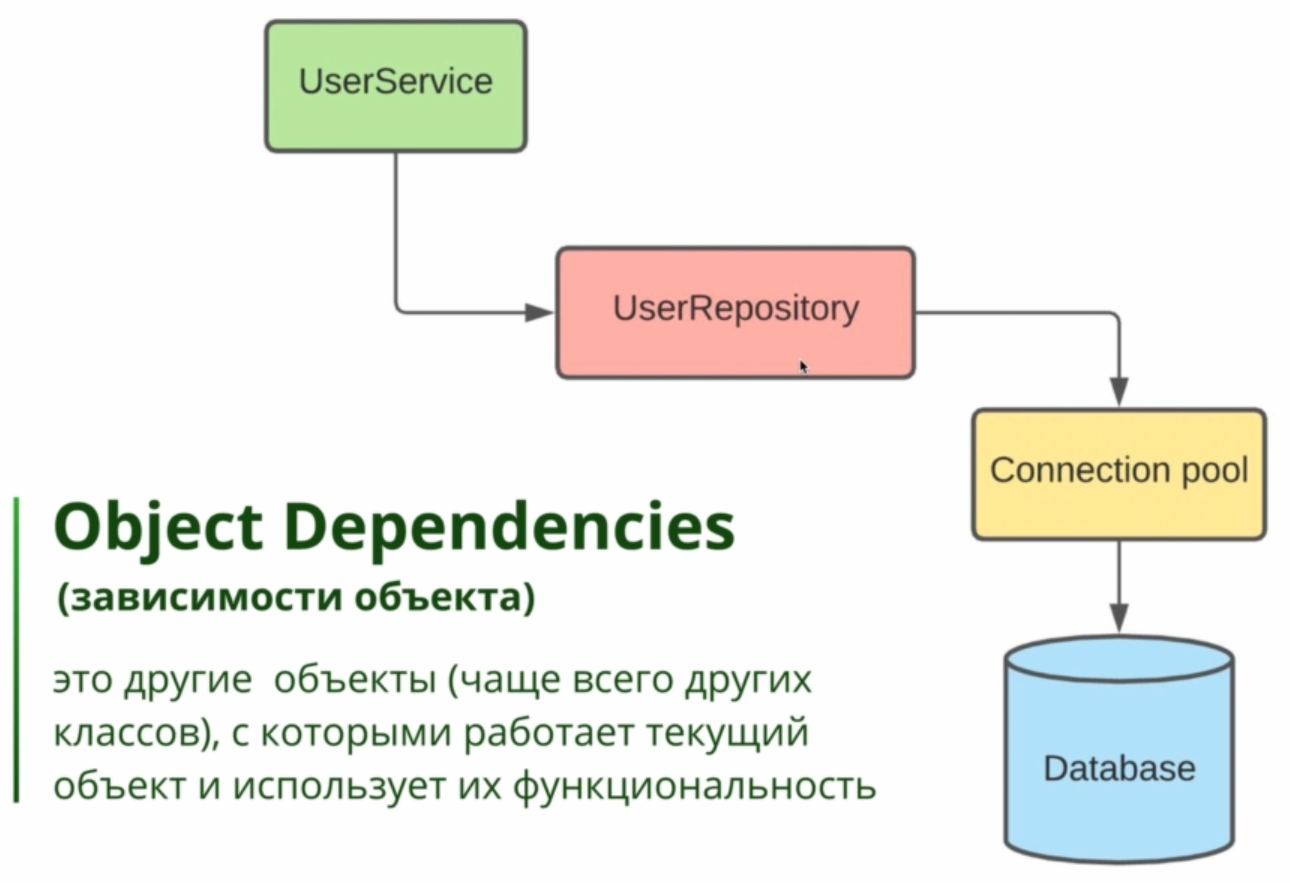 UserService
UserRepository
Connection pool
Object Dependencies
(зависимости объекта)
это другие объекты (чаще всего других
классов), с которыми работает текущий
объект и использует их функциональность
Database